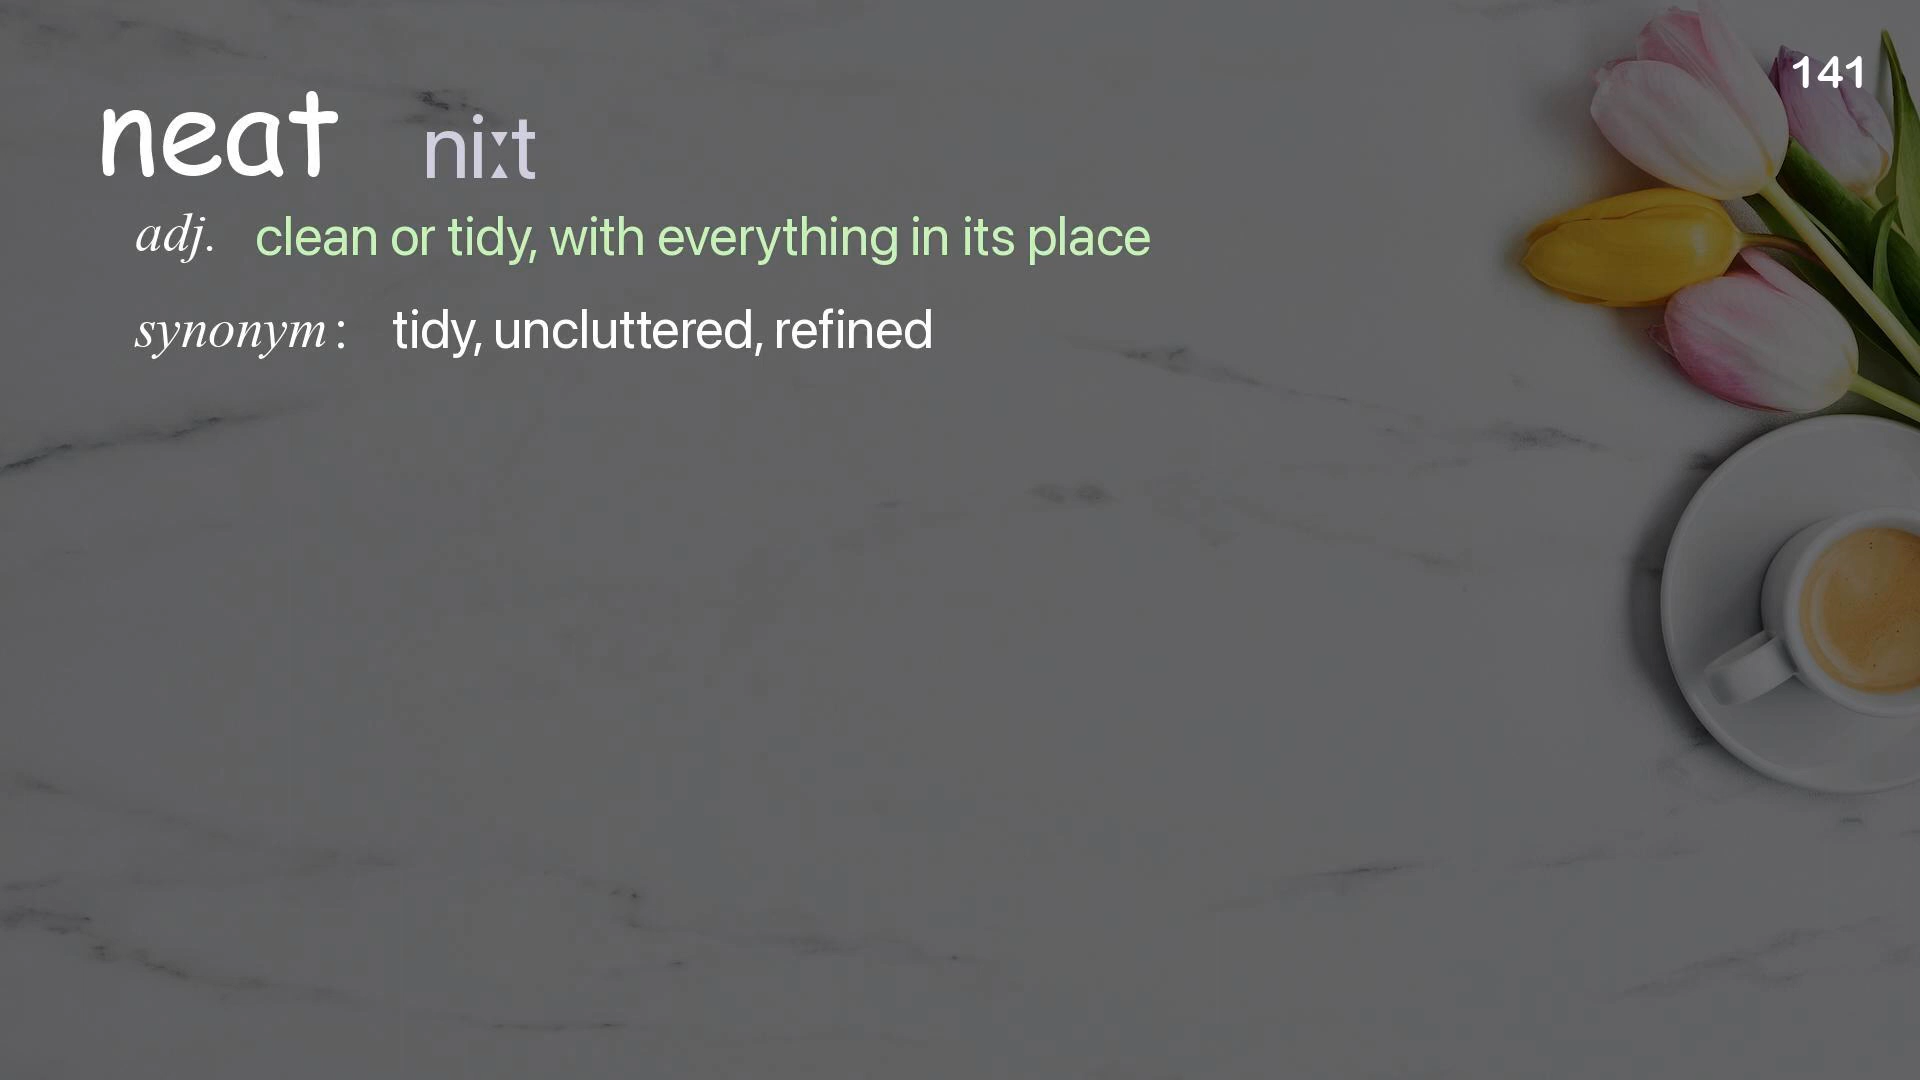 141
neat niːt
adj. clean or tidy, with everything in its place
synonym: tidy, uncluttered, refined